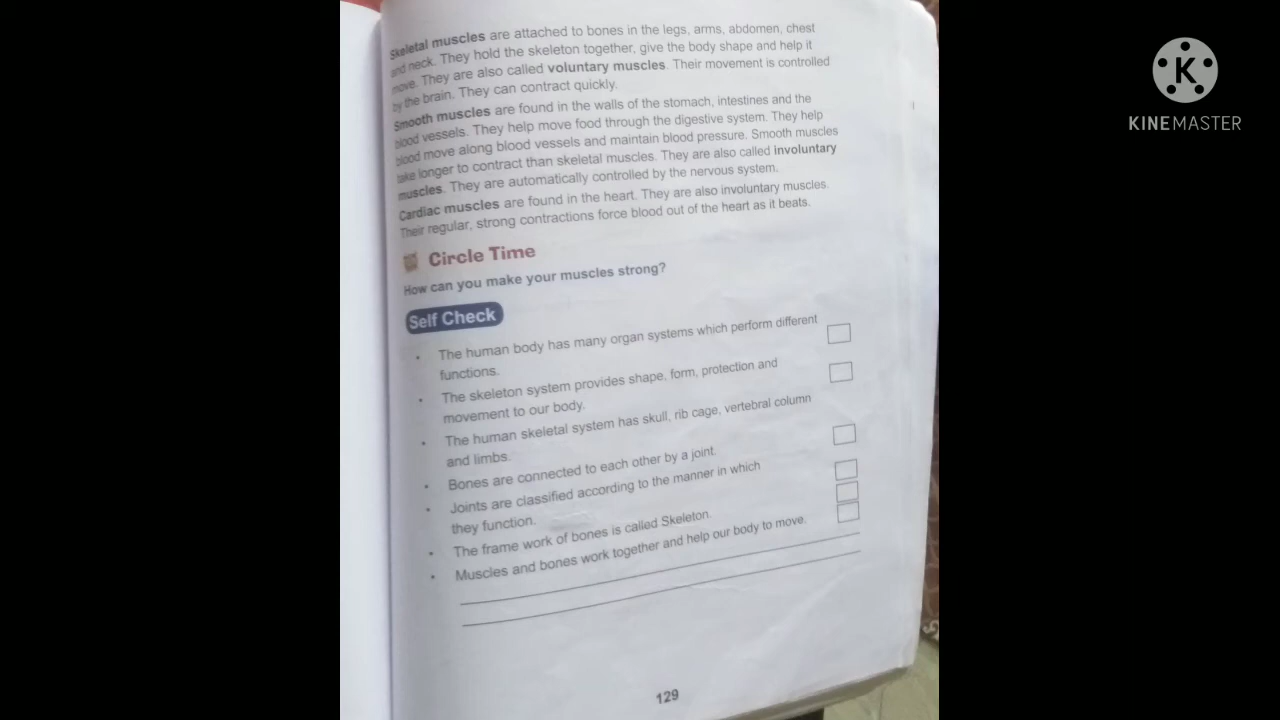 Skeletal muscles are attached to bones in the legs, arms, abdomen, chest
and neck. They hold the skeleton together, give the body shape and help it
move. They are also called voluntary muscles. Their movement is controlled
by the brain. They can contract quickly.
Smooth muscles are found in the walls of the stomach, intestines and the
blood vessels. They help move food through the digestive system. They help
blood move along blood vessels and maintain blood pressure. Smooth muscles
take longer to contract than skeletal muscles. They are also called involuntary
muscles. They are automatically controlled by the nervous system.
Cardiac muscles are found in the heart. They are also involuntary muscles.
Their regular, strong contractions force blood out of the heart as it beats.
Circle Time
How can you make your muscles strong?
Self Check
• The human body has many organ systems which perform different
functions.
• The skeleton system provides shape, form, protection and
movement to our body.
• The human skeletal system has skull, rib cage, vertebral column
and limbs.
• Bones are connected to each other by a joint.
• Joints are classified according to the manner in which
they function.
• The frame work of bones is called Skeleton.
• Muscles and bones work together and help our body to move.
129
K
KINEMASTER